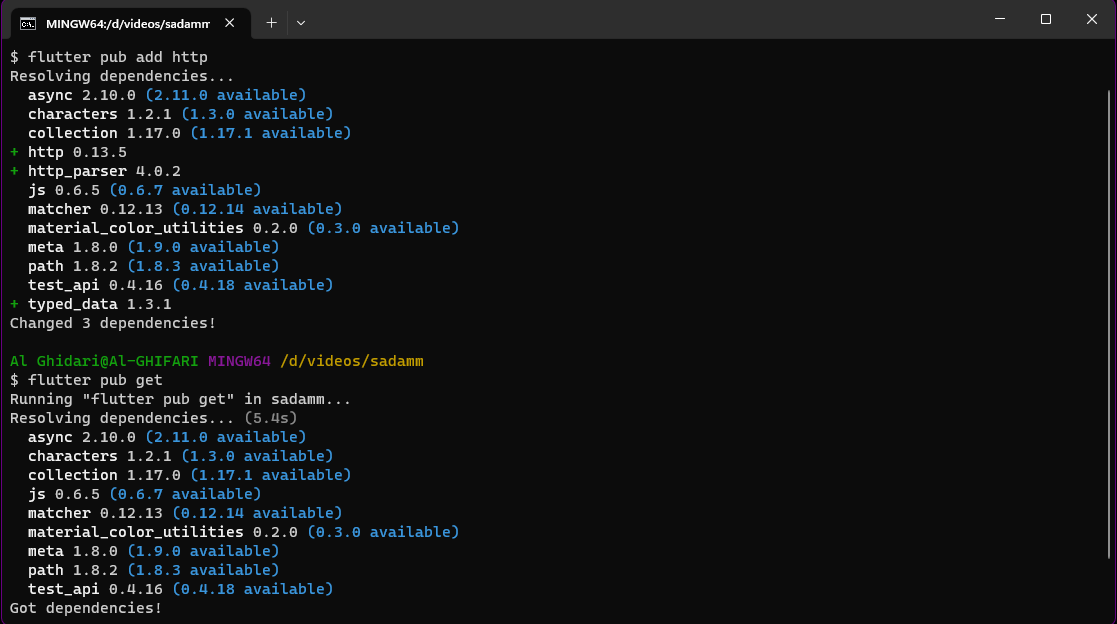 MINGW64:/d/videos/sadamm
$ flutter pub add http
Resolving dependencies...
  async 2.10.0 (2.11.0 available)
  characters 1.2.1 (1.3.0 available)
  collection 1.17.0 (1.17.1 available)
+ http 0.13.5
+ http_parser 4.0.2
  js 0.6.5 (0.6.7 available)
  matcher 0.12.13 (0.12.14 available)
  material_color_utilities 0.2.0 (0.3.0 available)
  meta 1.8.0 (1.9.0 available)
  path 1.8.2 (1.8.3 available)
  test_api 0.4.16 (0.4.18 available)
+ typed_data 1.3.1
Changed 3 dependencies!
Al Ghidari@Al-GHIFARI MINGW64 /d/videos/sadamm
$ flutter pub get
Running "flutter pub get" in sadamm...
Resolving dependencies... (5.4s)
  async 2.10.0 (2.11.0 available)
  characters 1.2.1 (1.3.0 available)
  collection 1.17.0 (1.17.1 available)
  js 0.6.5 (0.6.7 available)
  matcher 0.12.13 (0.12.14 available)
  material_color_utilities 0.2.0 (0.3.0 available)
  meta 1.8.0 (1.9.0 available)
  path 1.8.2 (1.8.3 available)
  test_api 0.4.16 (0.4.18 available)
Got dependencies!